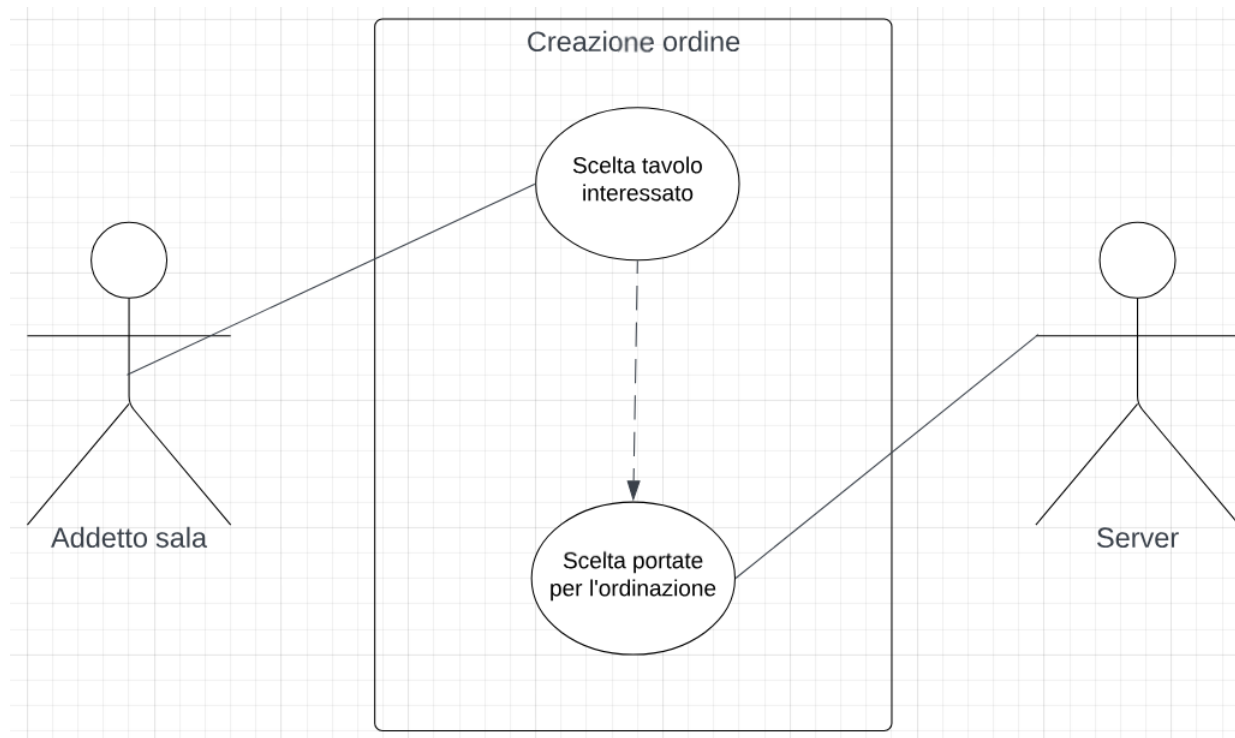 Creazione ordine
Scelta tavolo
interessato
Addetto sala
Server
Scelta portate
per l'ordinazione